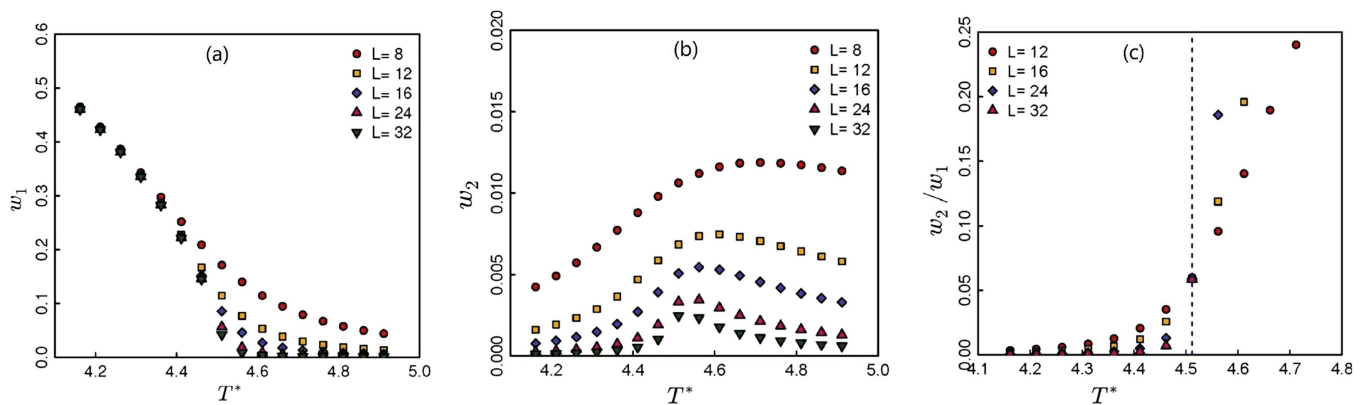 (a)
L= 8
L= 12
L= 16
L= 24
L= 32
w₁
0.0
0.1
0.2
0.3
0.4
0.5
0.6
4.2 4.4 4.6 4.8 5.0
T*
(b)
L= 8
L= 12
L= 16
L= 24
L= 32
w₂
0.000
0.005
0.010
0.015
0.020
4.2 4.4 4.6 4.8 5.0
T*
(c)
L= 12
L= 16
L= 24
L= 32
w₂/w₁
0.00
0.05
0.10
0.15
0.20
0.25
4.1 4.2 4.3 4.4 4.5 4.6 4.7 4.8
T*